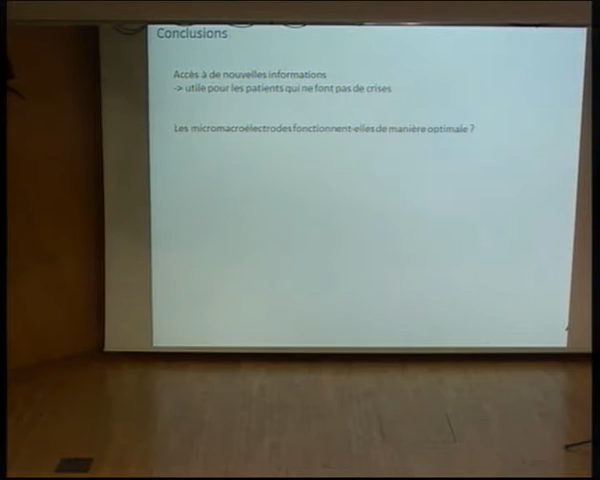 Conclusions
Accès à de nouvelles informations
-> utile pour les patients qui ne font pas de crises
Les micromacroélectrodes fonctionnent-elles de manière optimale ?